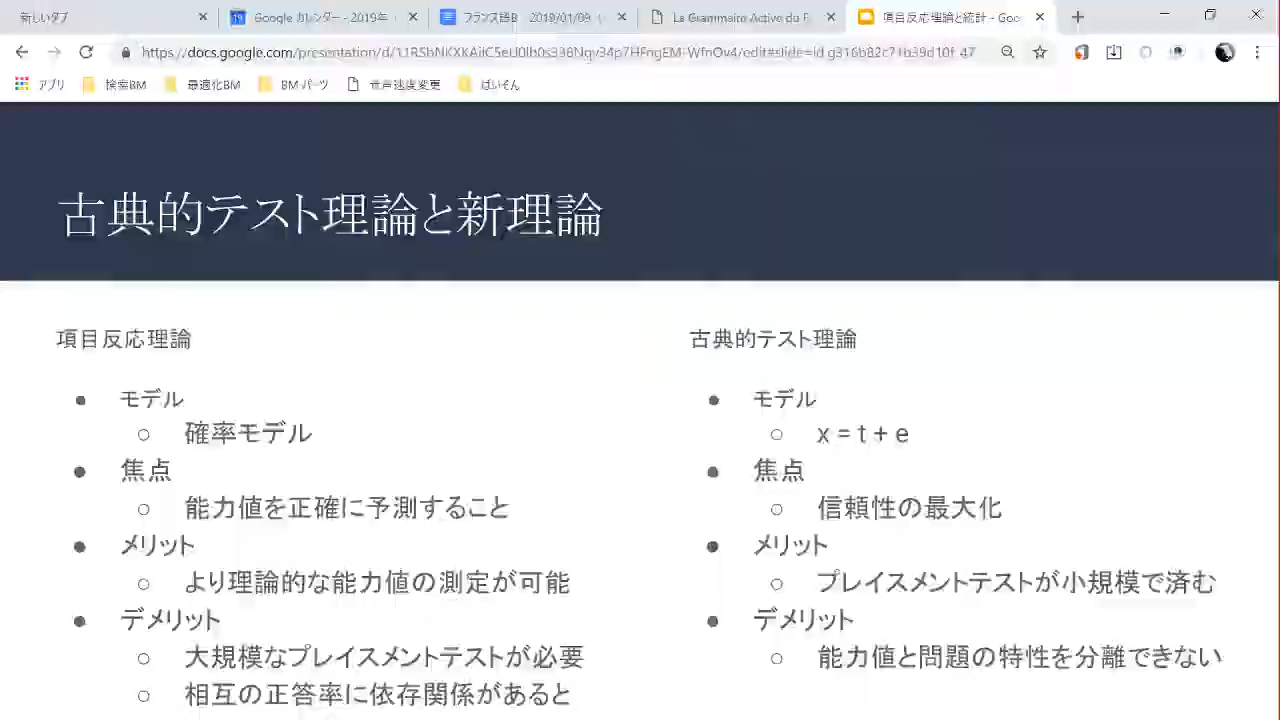 新しいタブ
Google カレンダー - 2019年
フランス語B 2019/01/09
La Grammaire Active du F
項目反応理論と統計 - Goo
アプリ
検索BM
最適化BM
BMパーツ
音声速度変更
ぱいそん
古典的テスト理論と新理論
項目反応理論
● モデル
○ 確率モデル
● 焦点
○ 能力値を正確に予測すること
● メリット
○ より理論的な能力値の測定が可能
● デメリット
○ 大規模なプレイスメントテストが必要
○ 相互の正答率に依存関係があると
古典的テスト理論
● モデル
○ x = t + e
● 焦点
○ 信頼性の最大化
● メリット
○ プレイスメントテストが小規模で済む
● デメリット
○ 能力値と問題の特性を分離できない